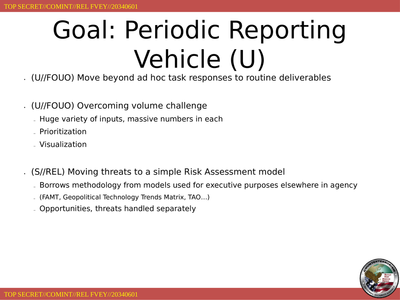 TOP SECRET//COMINT//REL FVEY//20340601
Goal: Periodic Reporting
Vehicle (U)
(U//FOUO) Move beyond ad hoc task responses to routine deliverables
(U//FOUO) Overcoming volume challenge
Huge variety of inputs, massive numbers in each
Prioritization
Visualization
(S//REL) Moving threats to a simple Risk Assessment model
Borrows methodology from models used for executive purposes elsewhere in agency
(FAMT, Geopolitical Technology Trends Matrix, TAO...)
Opportunities, threats handled separately
TOP SECRET//COMINT//REL FVEY//20340601